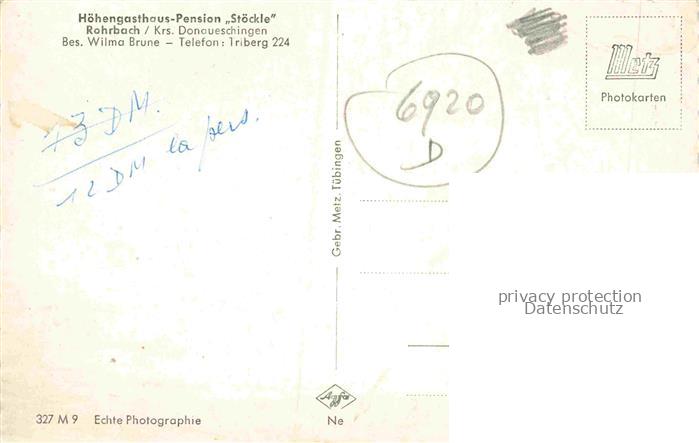 Höhengasthaus-Pension „Stöckle"
Rohrbach / Krs. Donaueschingen
Bes. Wilma Brune – Telefon: Triberg 224
13 DM.
12 DM la pers.
6920
D
Metz
Photokarten
Gebr. Metz, Tübingen
privacy protection
Datenschutz
Agfa
327 M 9 Echte Photographie
Ne